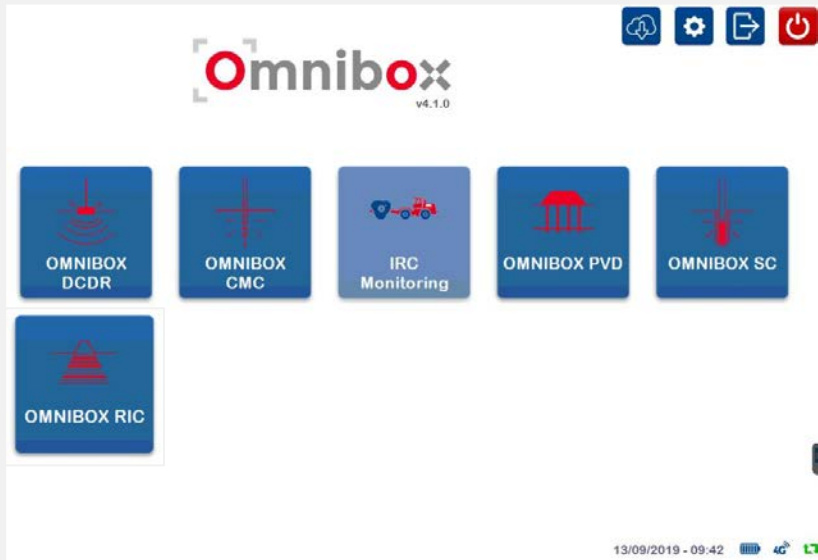 Omnibox
v4.1.0
OMNIBOX
DCDR
OMNIBOX
CMC
IRC
Monitoring
OMNIBOX PVD
OMNIBOX SC
OMNIBOX RIC
13/09/2019 - 09:42
4G